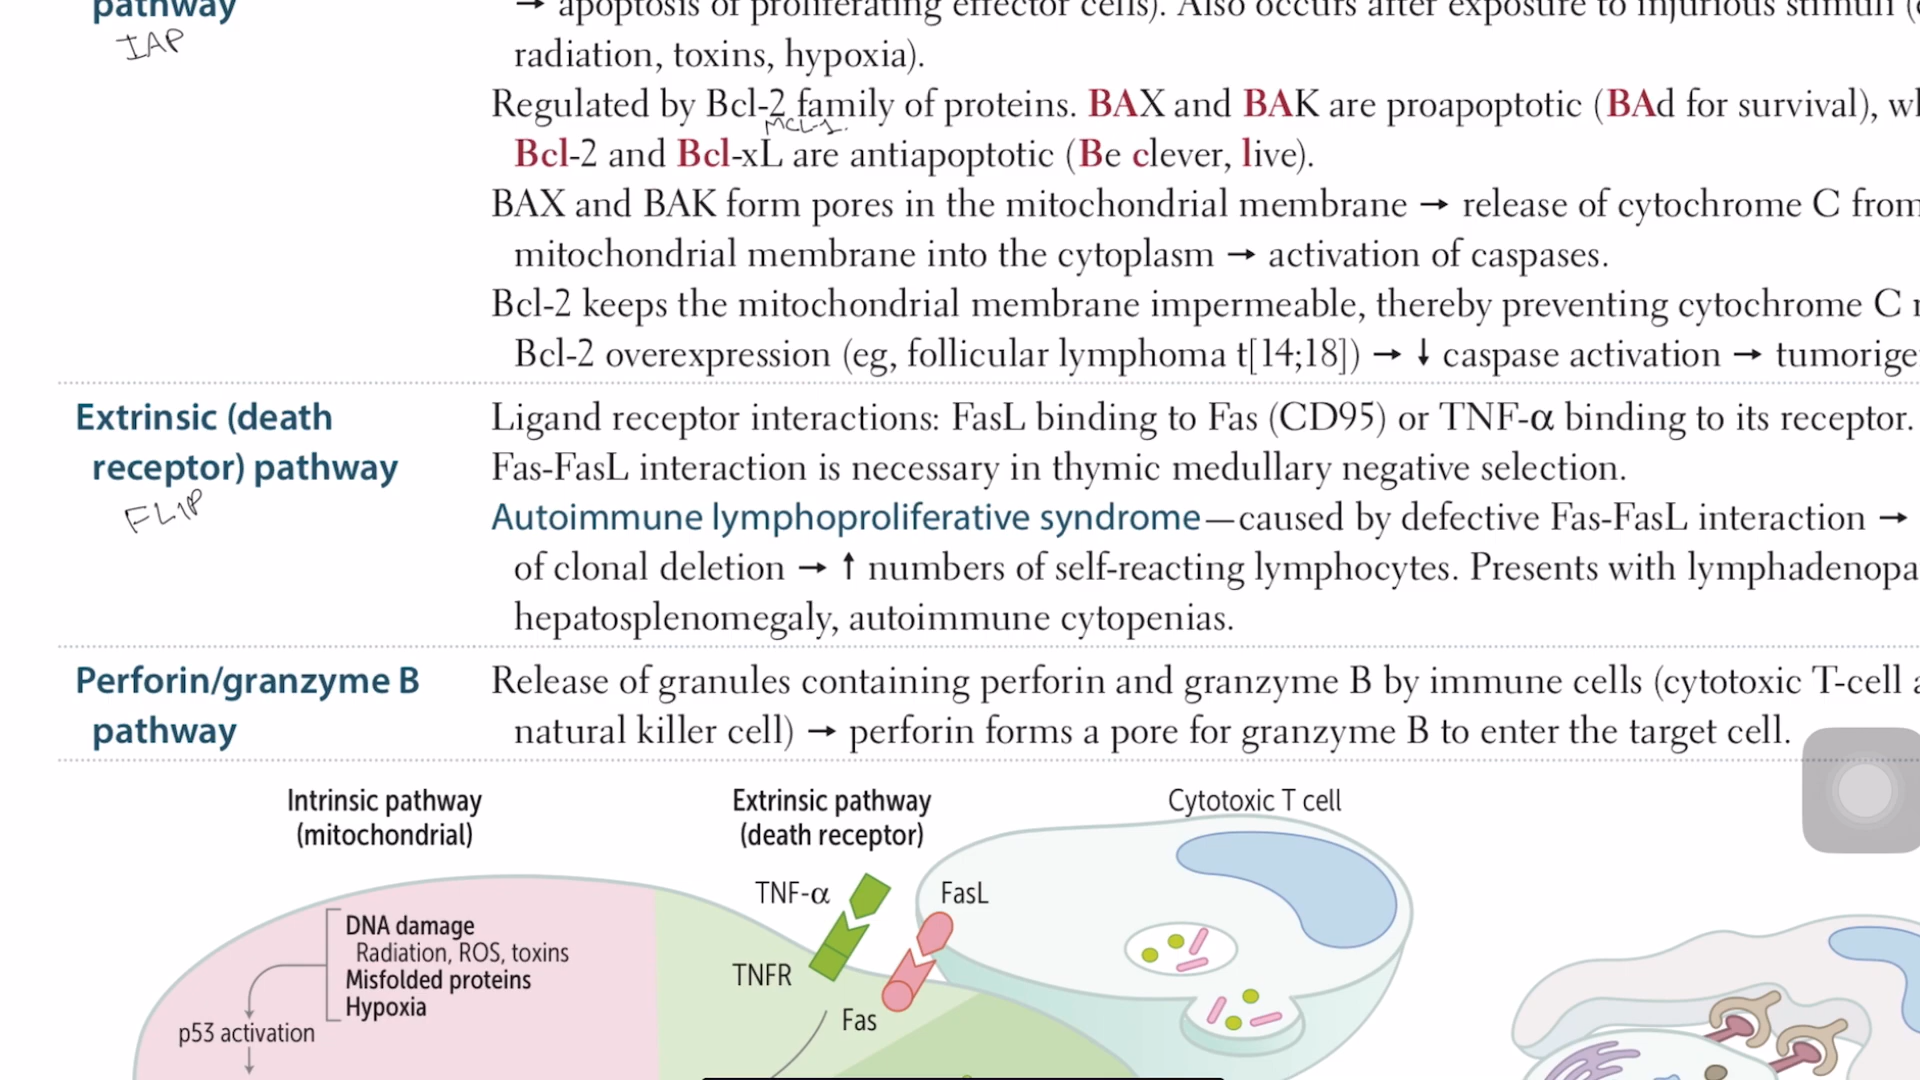 pathway
→ apoptosis of proliferating effector cells). Also occurs after exposure to injurious stimuli (
IAP
radiation, toxins, hypoxia).
Regulated by Bcl-2 family of proteins. BAX and BAK are proapoptotic (BAd for survival),
MCL-1.
Bcl-2 and Bcl-xL are antiapoptotic (Be clever, live).
BAX and BAK form pores in the mitochondrial membrane → release of cytochrome C from
mitochondrial membrane into the cytoplasm → activation of caspases.
Bcl-2 keeps the mitochondrial membrane impermeable, thereby preventing cytochrome C
Bcl-2 overexpression (eg, follicular lymphoma t[14;18]) → ↓ caspase activation → tumorige
Extrinsic (death
receptor) pathway
FLIP
Ligand receptor interactions: FasL binding to Fas (CD95) or TNF-α binding to its receptor.
Fas-FasL interaction is necessary in thymic medullary negative selection.
Autoimmune lymphoproliferative syndrome—caused by defective Fas-FasL interaction →
of clonal deletion → ↑ numbers of self-reacting lymphocytes. Presents with lymphadenopa
hepatosplenomegaly, autoimmune cytopenias.
Perforin/granzyme B
pathway
Release of granules containing perforin and granzyme B by immune cells (cytotoxic T-cell
natural killer cell) → perforin forms a pore for granzyme B to enter the target cell.
Intrinsic pathway
(mitochondrial)
Extrinsic pathway
(death receptor)
Cytotoxic T cell
TNF-α
FasL
TNFR
Fas
DNA damage
Radiation, ROS, toxins
Misfolded proteins
Hypoxia
p53 activation